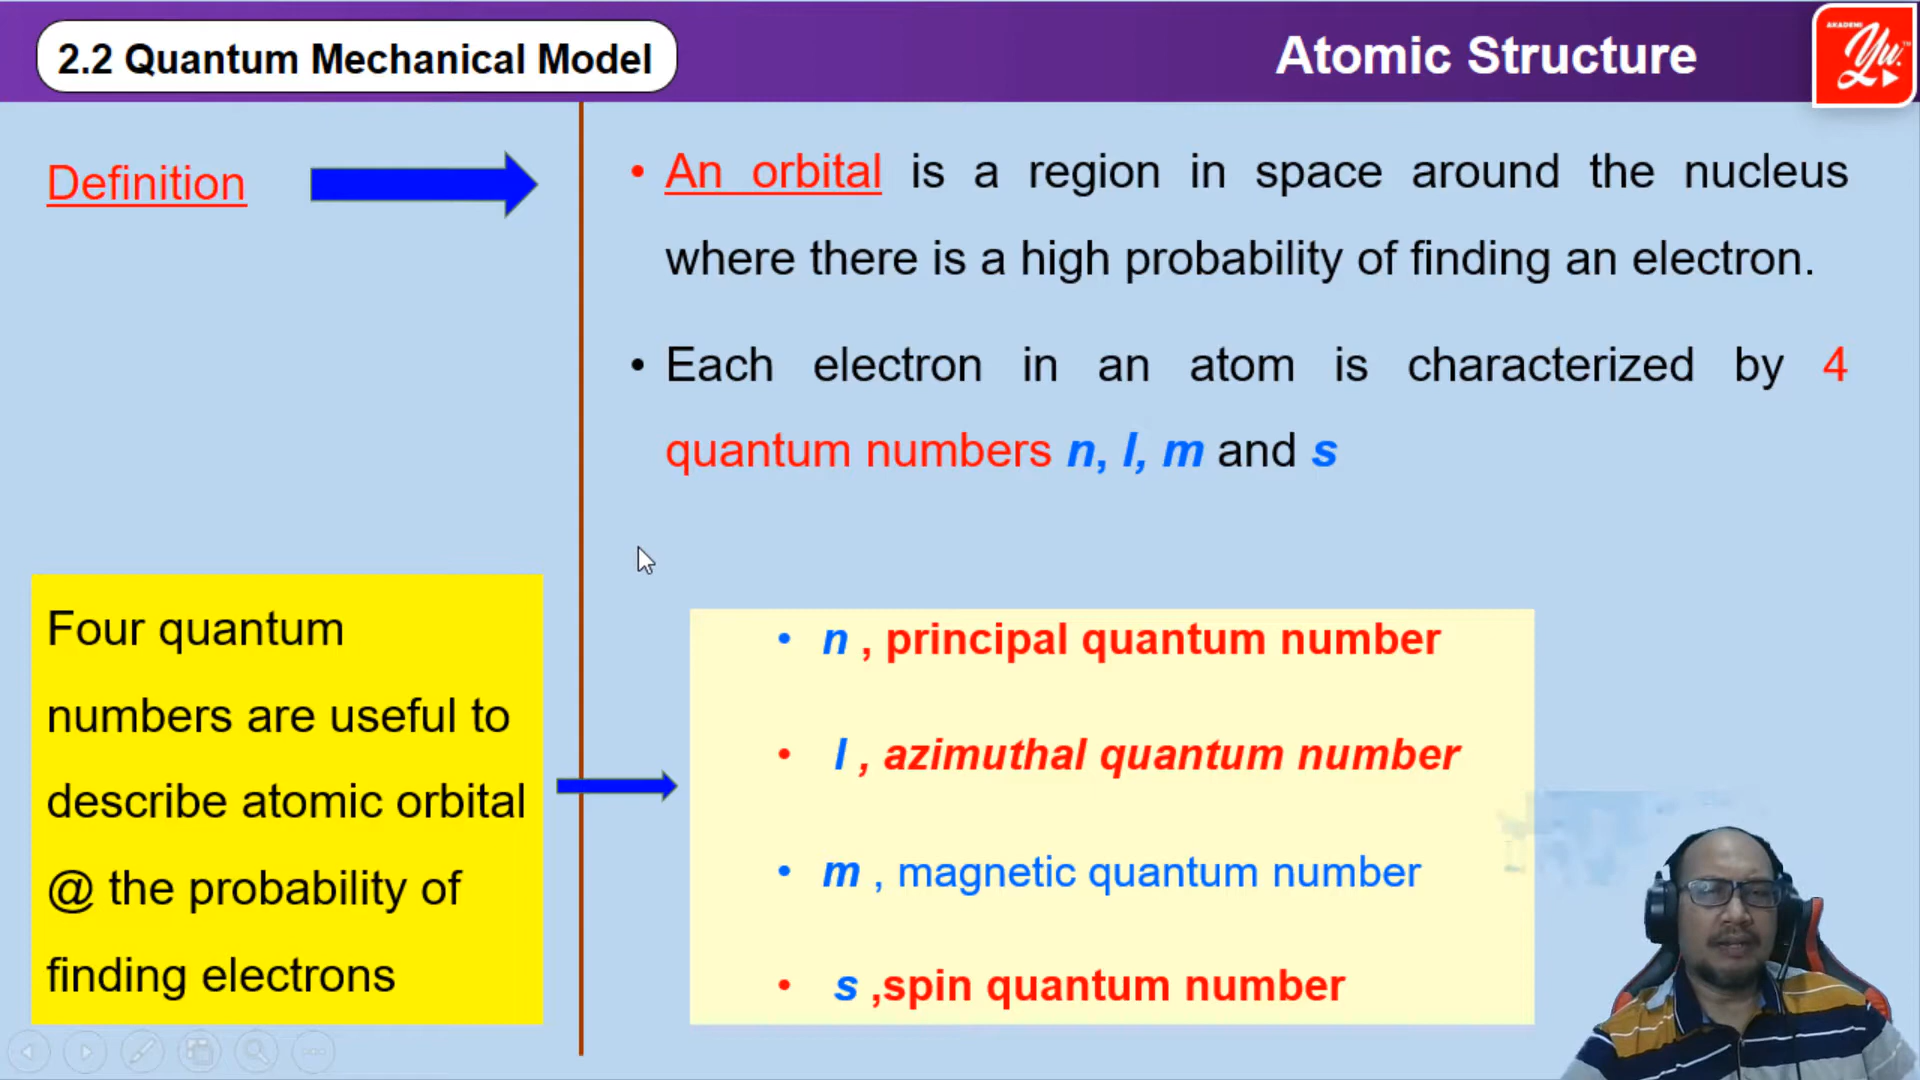 2.2 Quantum Mechanical Model
Atomic Structure
AKADEMI
Yu.
Definition
• An orbital is a region in space around the nucleus
where there is a high probability of finding an electron.
• Each electron in an atom is characterized by 4
quantum numbers n, l, m and s
Four quantum
numbers are useful to
describe atomic orbital
@ the probability of
finding electrons
• n , principal quantum number
• l , azimuthal quantum number
• m , magnetic quantum number
• s ,spin quantum number